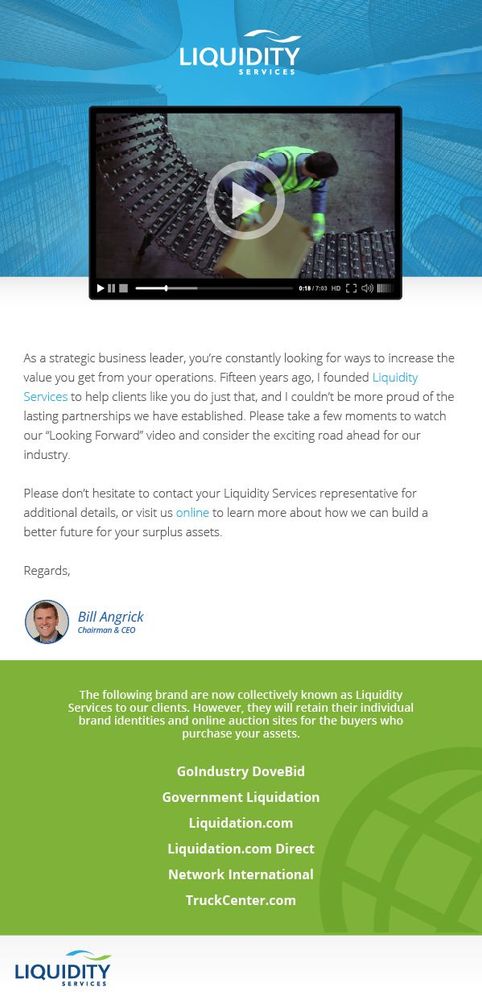 LIQUIDITY
SERVICES
0:18 / 7:03 HD
As a strategic business leader, you’re constantly looking for ways to increase the
value you get from your operations. Fifteen years ago, I founded Liquidity
Services to help clients like you do just that, and I couldn’t be more proud of the
lasting partnerships we have established. Please take a few moments to watch
our “Looking Forward” video and consider the exciting road ahead for our
industry.
Please don’t hesitate to contact your Liquidity Services representative for
additional details, or visit us online to learn more about how we can build a
better future for your surplus assets.
Regards,
Bill Angrick
Chairman & CEO
The following brand are now collectively known as Liquidity
Services to our clients. However, they will retain their individual
brand identities and online auction sites for the buyers who
purchase your assets.
GoIndustry DoveBid
Government Liquidation
Liquidation.com
Liquidation.com Direct
Network International
TruckCenter.com
LIQUIDITY
SERVICES